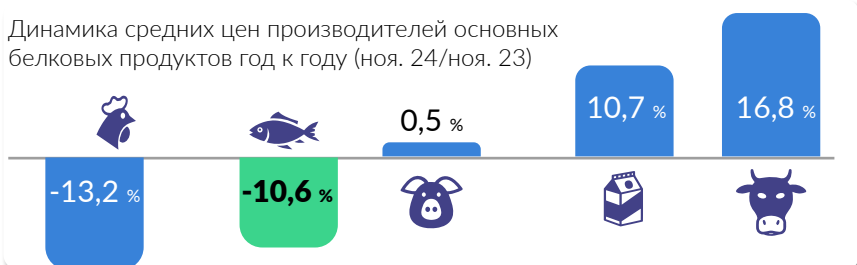 Динамика средних цен производителей основных
белковых продуктов год к году (ноя. 24/ноя. 23)
-13,2 %
-10,6 %
0,5 %
10,7 %
16,8 %